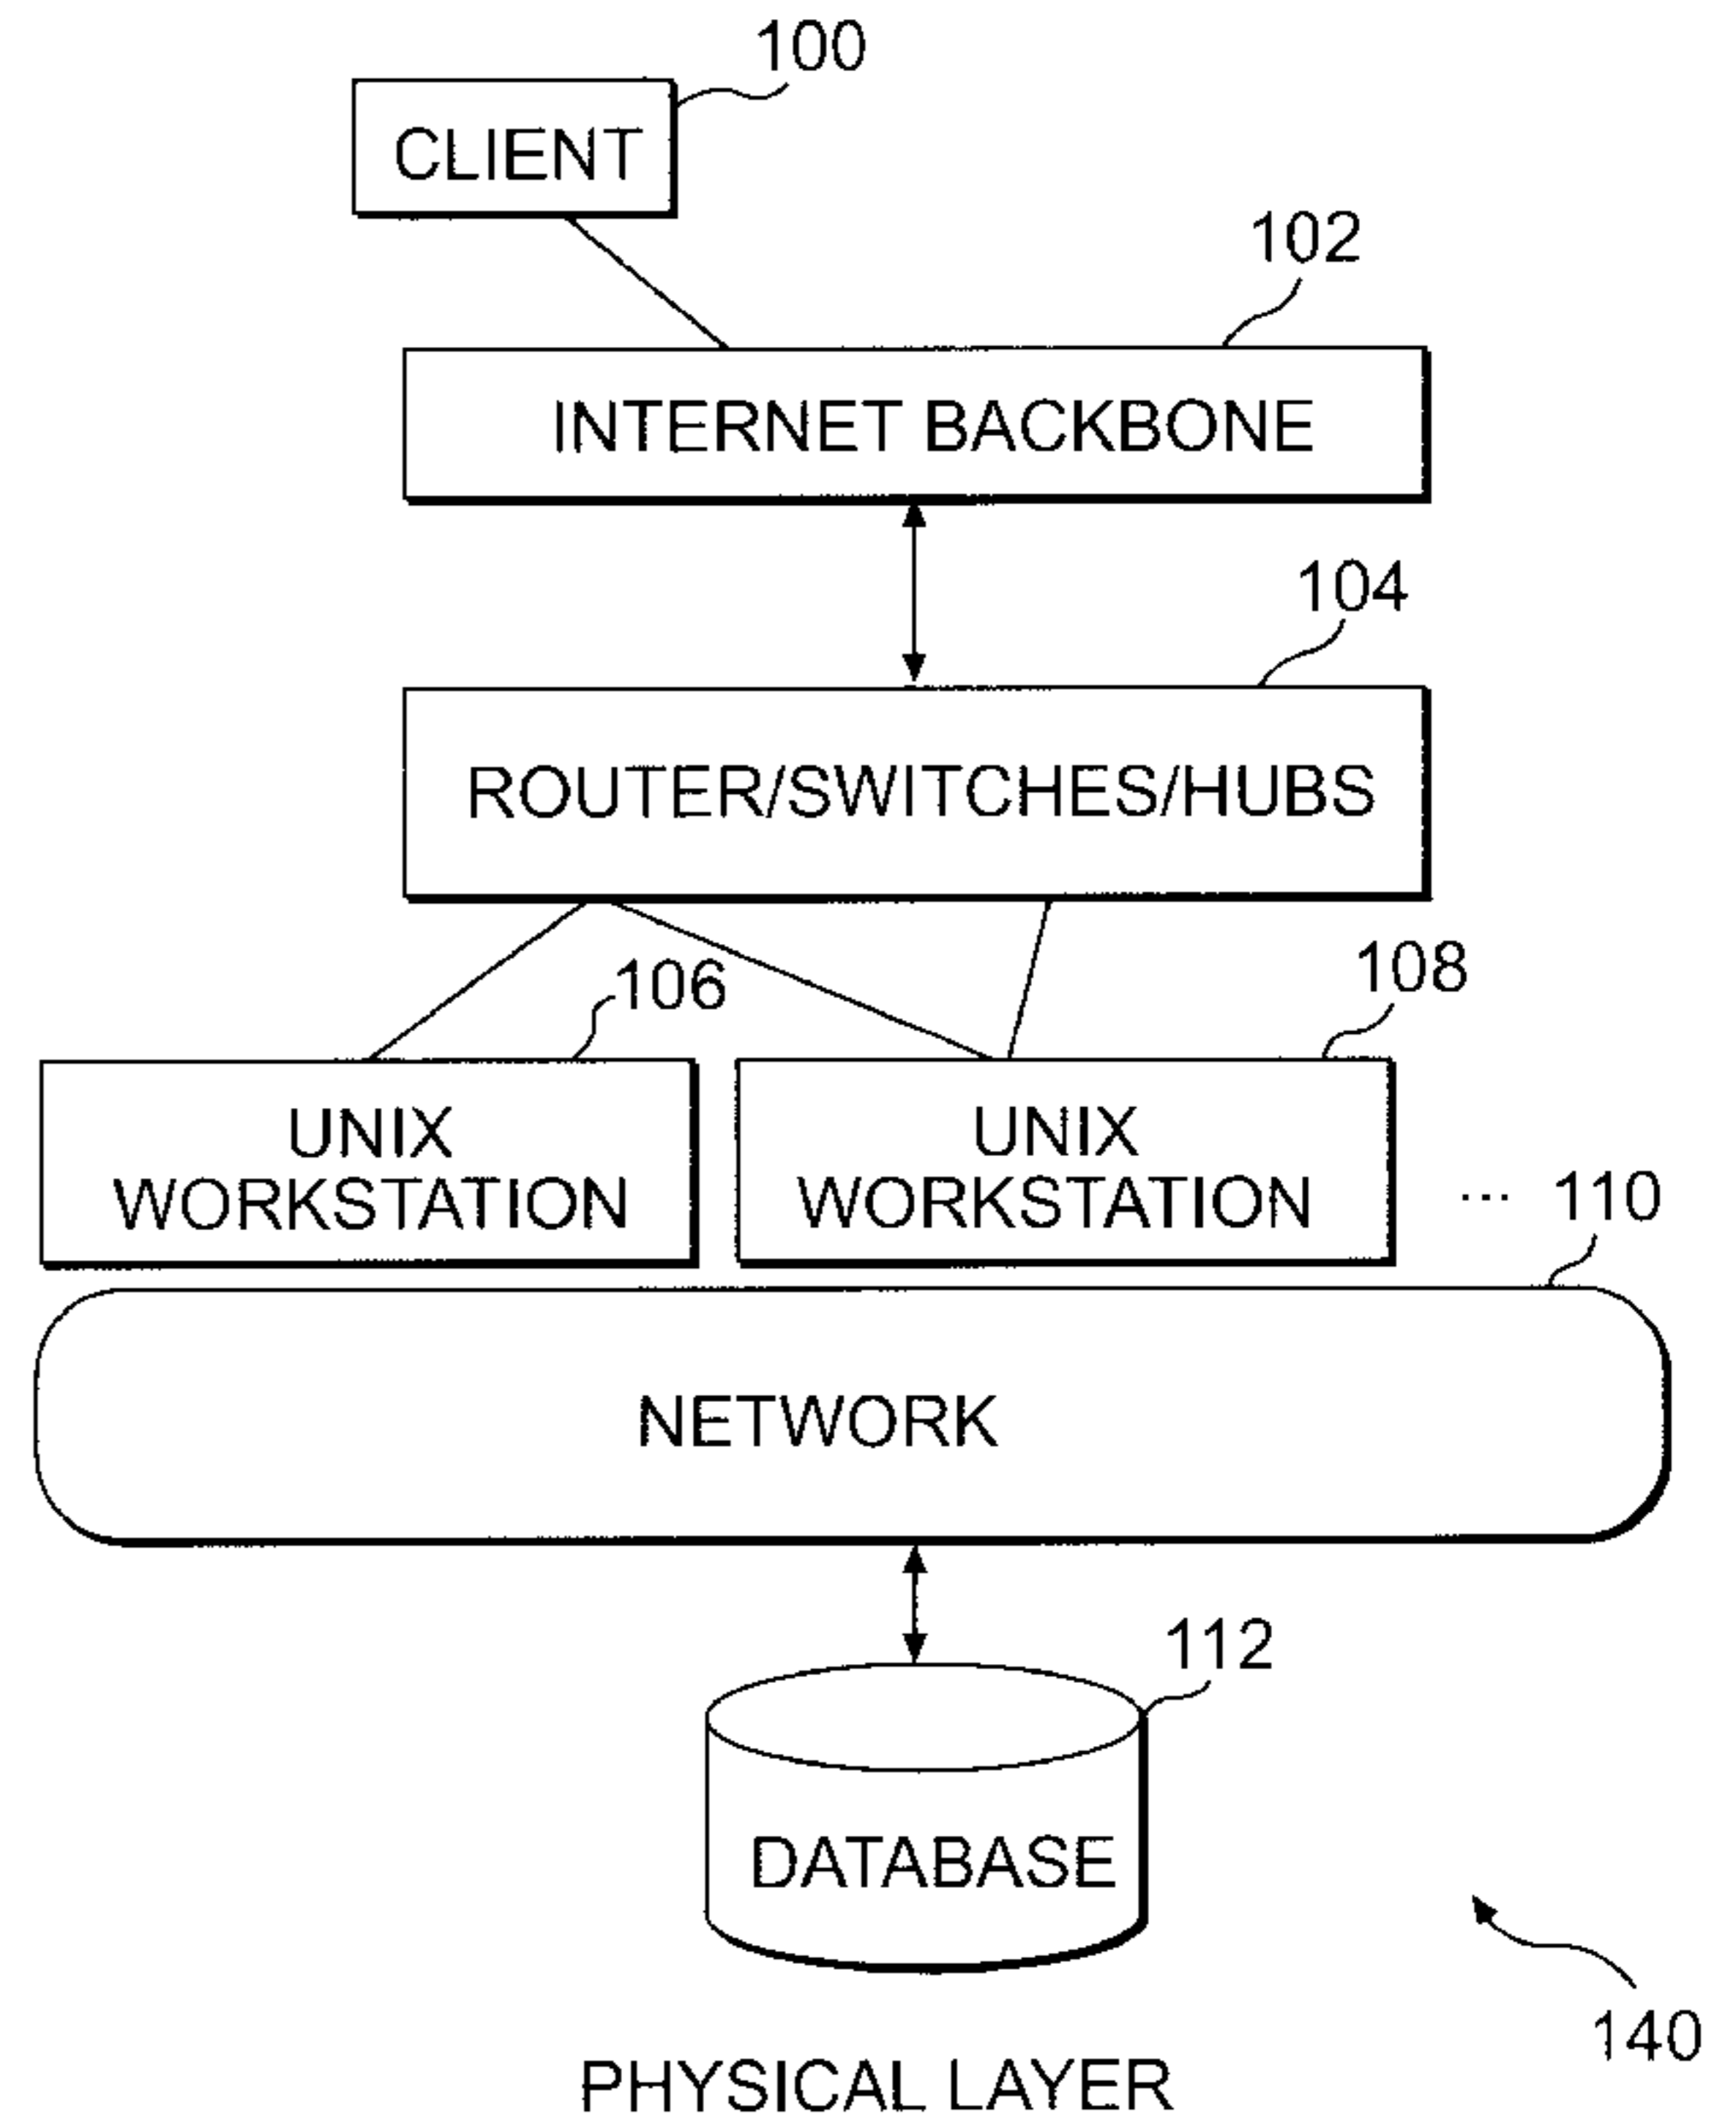 100
CLIENT
102
INTERNET BACKBONE
104
ROUTER/SWITCHES/HUBS
106
108
UNIX
WORKSTATION
UNIX
WORKSTATION
... 110
NETWORK
112
DATABASE
140
PHYSICAL LAYER